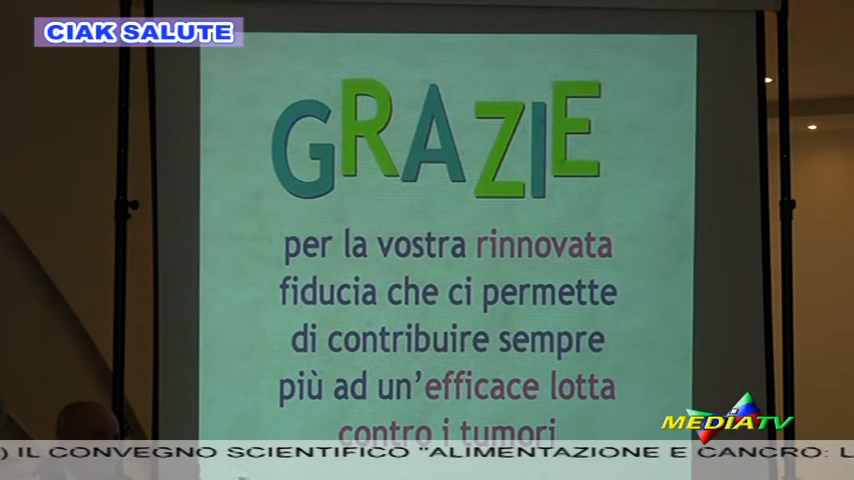 CIAK SALUTE
GRAZIE
per la vostra rinnovata
fiducia che ci permette
di contribuire sempre
più ad un'efficace lotta
contro i tumori
MEDIATV
) IL CONVEGNO SCIENTIFICO "ALIMENTAZIONE E CANCRO: L